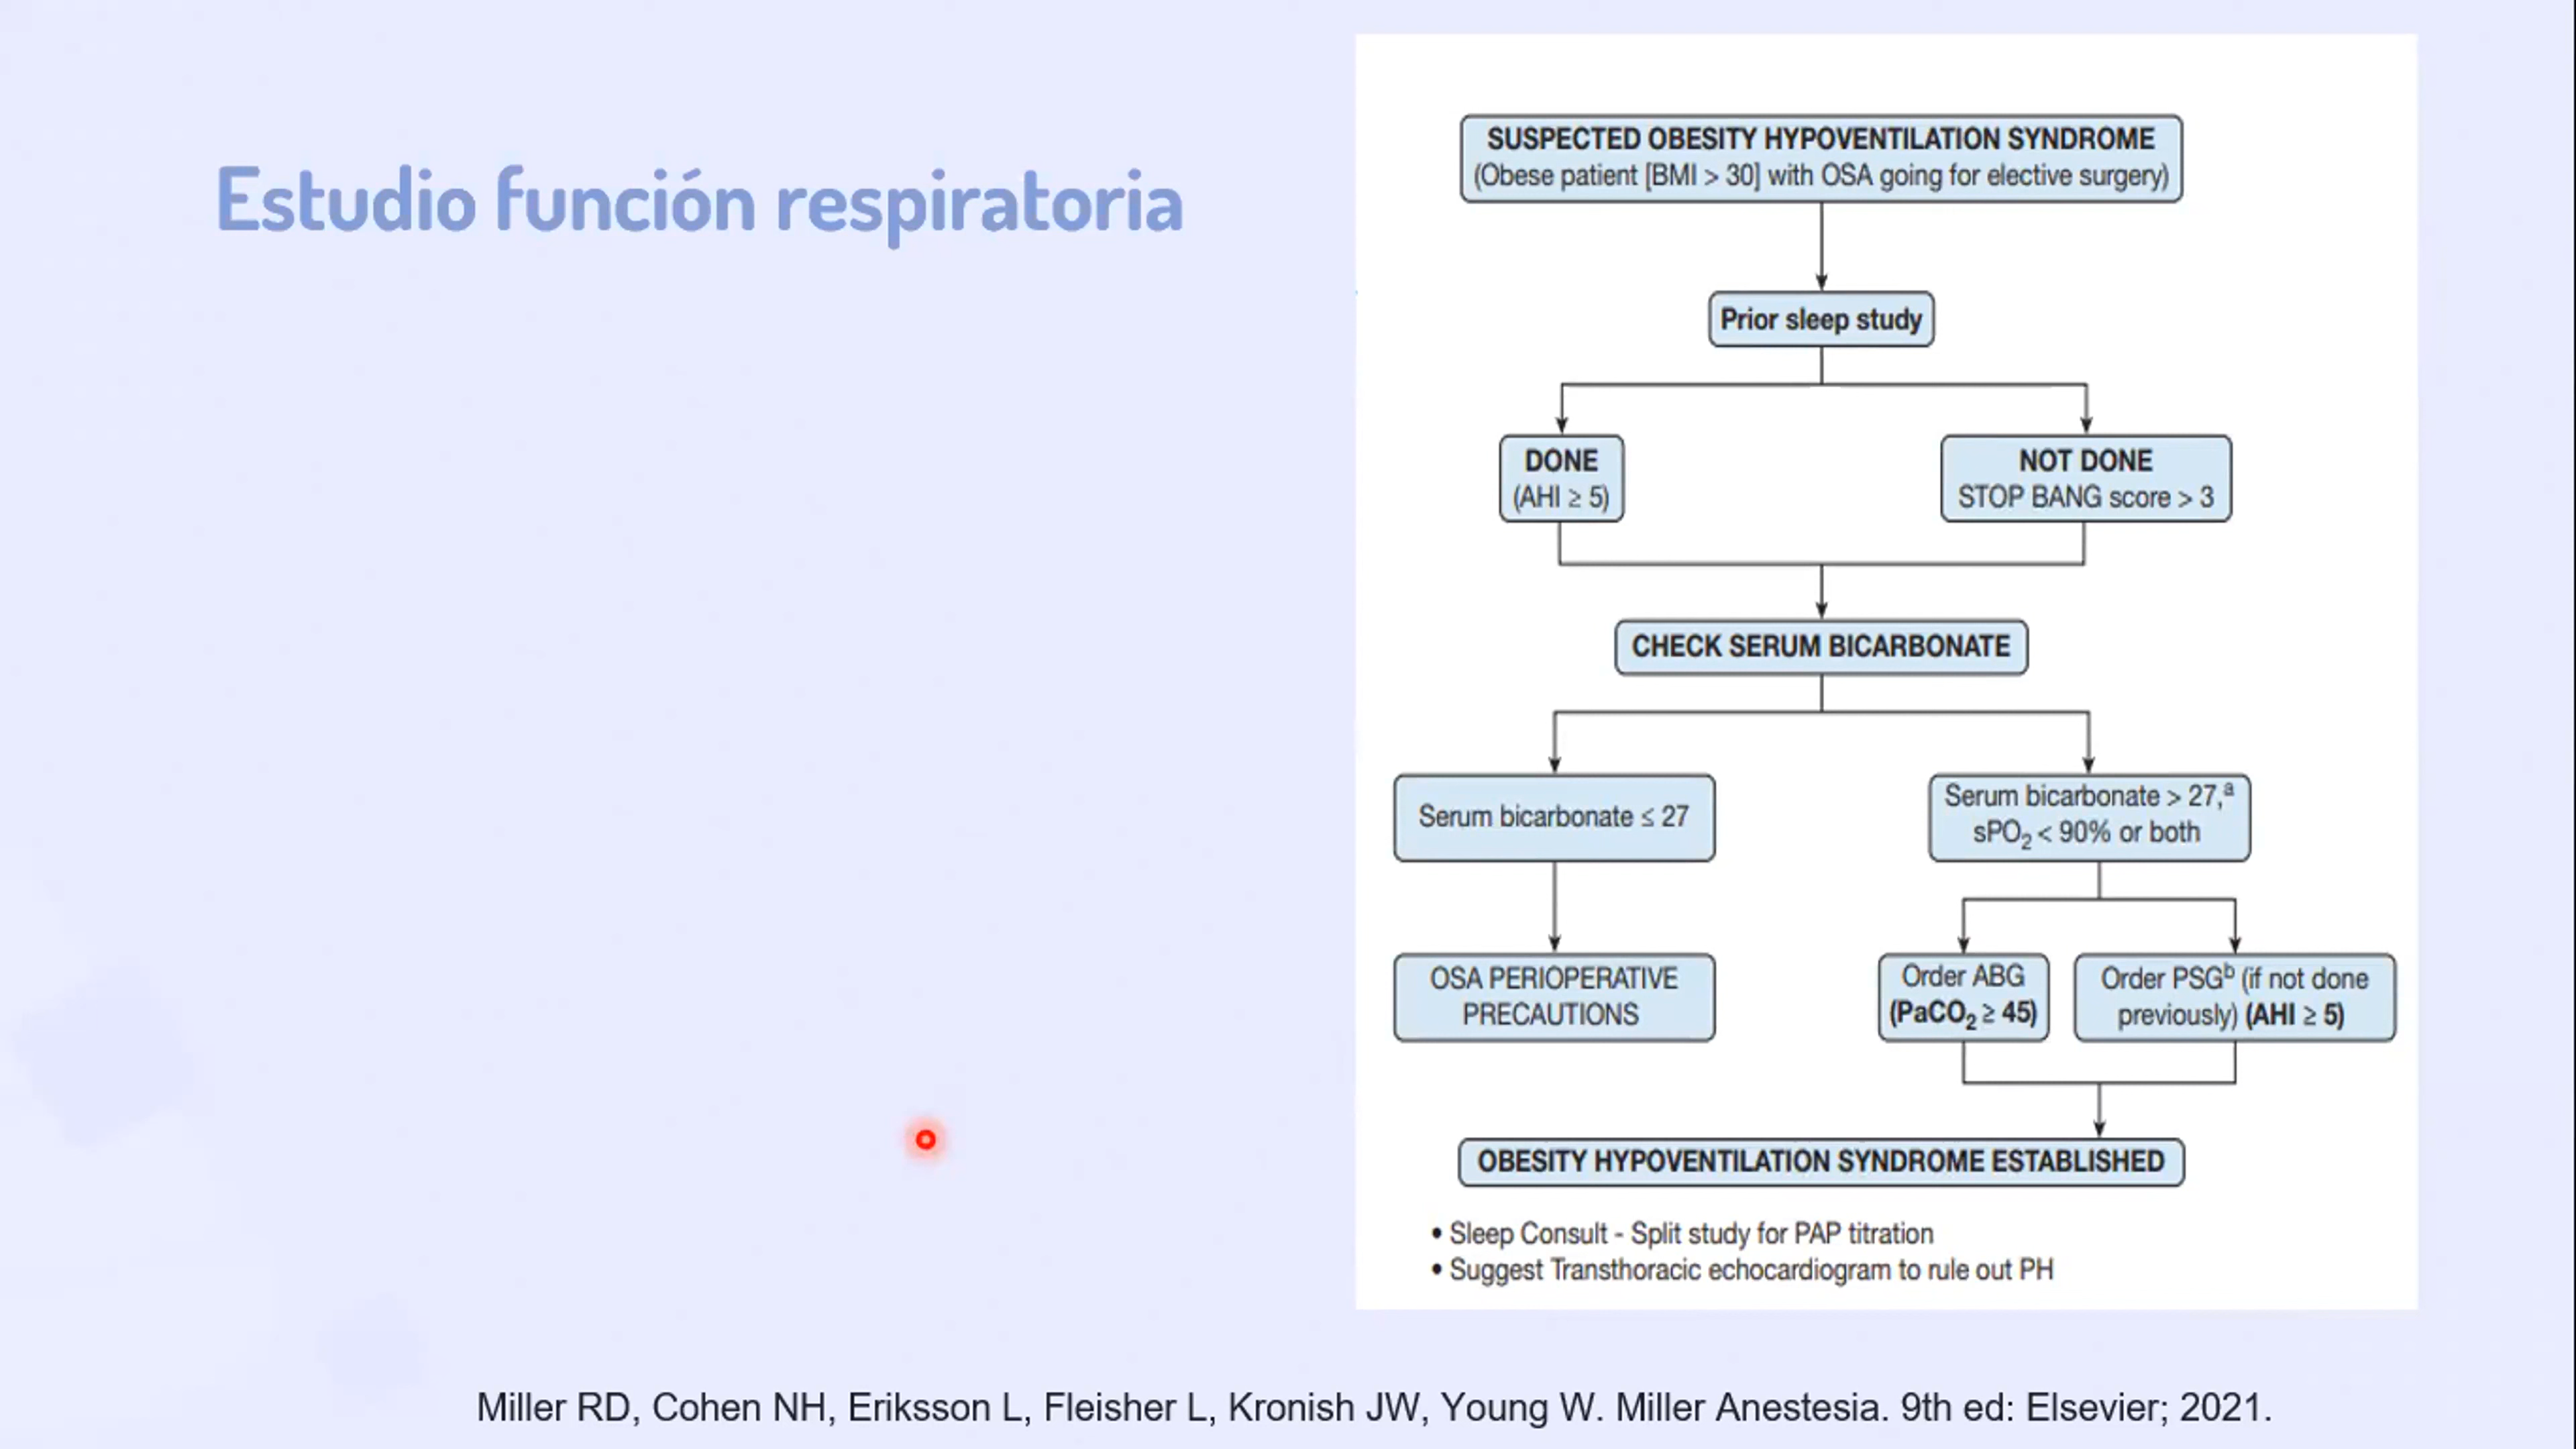 Estudio función respiratoria
SUSPECTED OBESITY HYPOVENTILATION SYNDROME
(Obese patient [BMI > 30] with OSA going for elective surgery)
Prior sleep study
DONE
(AHI ≥ 5)
NOT DONE
STOP BANG score > 3
CHECK SERUM BICARBONATE
Serum bicarbonate ≤ 27
Serum bicarbonate > 27,ᵃ
sPO₂ < 90% or both
OSA PERIOPERATIVE
PRECAUTIONS
Order ABG
(PaCO₂ ≥ 45)
Order PSGᵇ (if not done
previously) (AHI ≥ 5)
OBESITY HYPOVENTILATION SYNDROME ESTABLISHED
• Sleep Consult - Split study for PAP titration
• Suggest Transthoracic echocardiogram to rule out PH
Miller RD, Cohen NH, Eriksson L, Fleisher L, Kronish JW, Young W. Miller Anestesia. 9th ed: Elsevier; 2021.